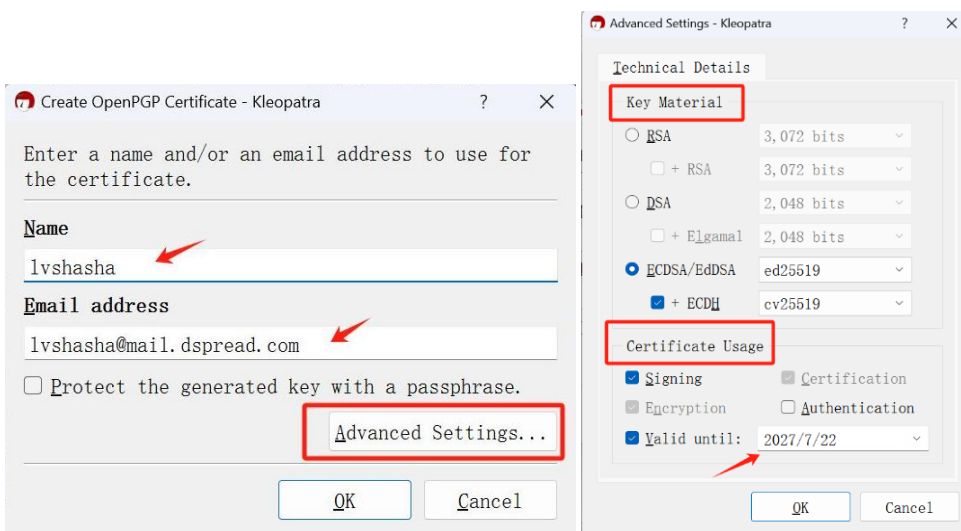 Create OpenPGP Certificate - Kleopatra ? ×
Enter a name and/or an email address to use for
the certificate.
Name
lvshasha
Email address
lvshasha@mail.dspread.com
Protect the generated key with a passphrase.
Advanced Settings...
OK Cancel
Advanced Settings - Kleopatra ? ×
Technical Details
Key Material
RSA 3,072 bits
+ RSA 3,072 bits
DSA 2,048 bits
+ Elgamal 2,048 bits
ECDSA/EdDSA ed25519
+ ECDH cv25519
Certificate Usage
Signing Certification
Encryption Authentication
Valid until: 2027/7/22
OK Cancel